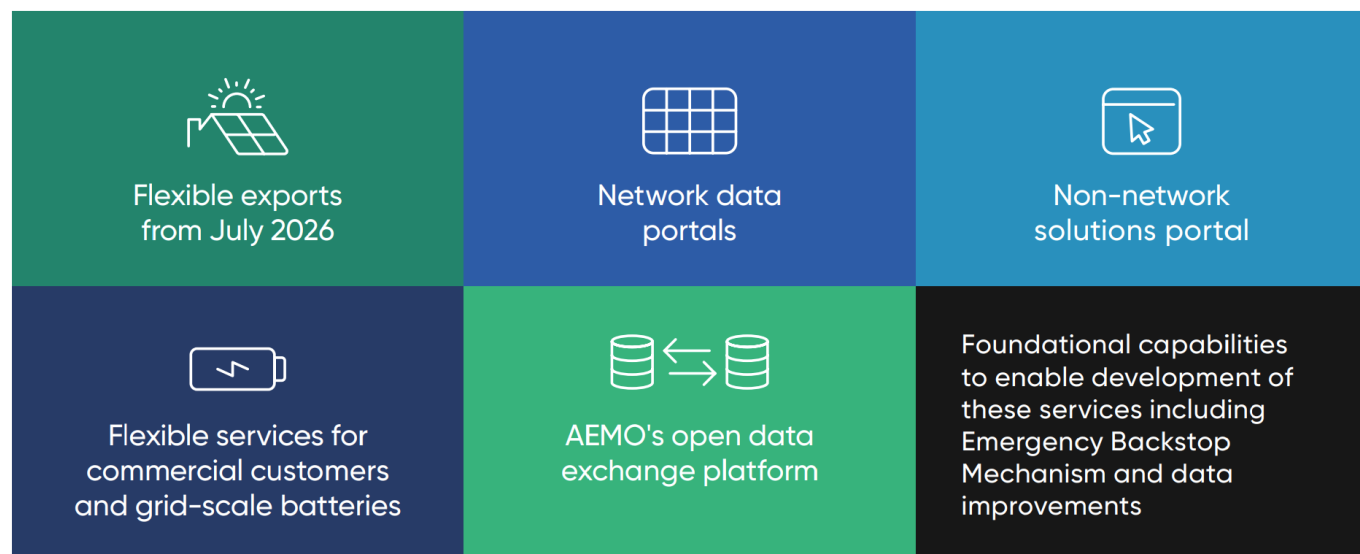 Flexible exports
from July 2026
Network data
portals
Non-network
solutions portal
Flexible services for
commercial customers
and grid-scale batteries
AEMO's open data
exchange platform
Foundational capabilities
to enable development of
these services including
Emergency Backstop
Mechanism and data
improvements